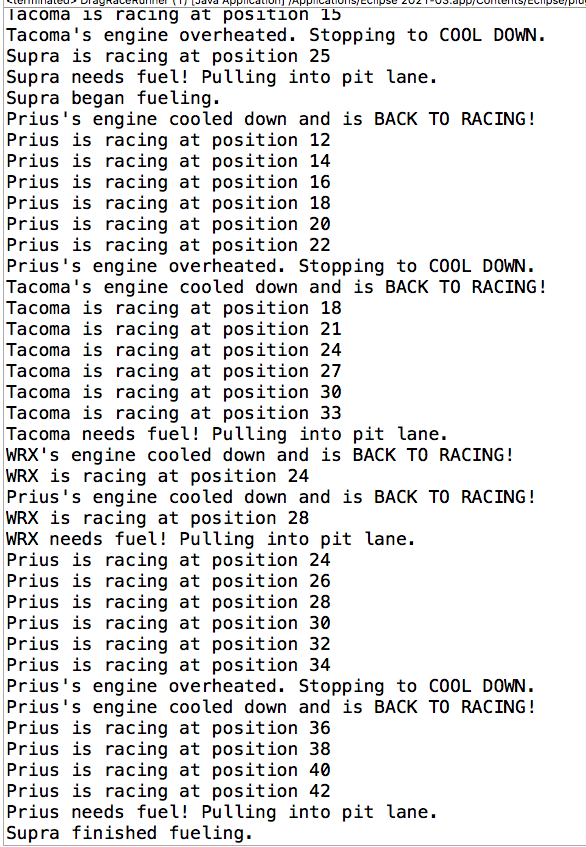 <terminated> DragRaceRunner (1) [Java Application] /Applications/Eclipse 2021-03.app/Contents/Eclipse/plug
Tacoma is racing at position 15
Tacoma's engine overheated. Stopping to COOL DOWN.
Supra is racing at position 25
Supra needs fuel! Pulling into pit lane.
Supra began fueling.
Prius's engine cooled down and is BACK TO RACING!
Prius is racing at position 12
Prius is racing at position 14
Prius is racing at position 16
Prius is racing at position 18
Prius is racing at position 20
Prius is racing at position 22
Prius's engine overheated. Stopping to COOL DOWN.
Tacoma's engine cooled down and is BACK TO RACING!
Tacoma is racing at position 18
Tacoma is racing at position 21
Tacoma is racing at position 24
Tacoma is racing at position 27
Tacoma is racing at position 30
Tacoma is racing at position 33
Tacoma needs fuel! Pulling into pit lane.
WRX's engine cooled down and is BACK TO RACING!
WRX is racing at position 24
Prius's engine cooled down and is BACK TO RACING!
WRX is racing at position 28
WRX needs fuel! Pulling into pit lane.
Prius is racing at position 24
Prius is racing at position 26
Prius is racing at position 28
Prius is racing at position 30
Prius is racing at position 32
Prius is racing at position 34
Prius's engine overheated. Stopping to COOL DOWN.
Prius's engine cooled down and is BACK TO RACING!
Prius is racing at position 36
Prius is racing at position 38
Prius is racing at position 40
Prius is racing at position 42
Prius needs fuel! Pulling into pit lane.
Supra finished fueling.